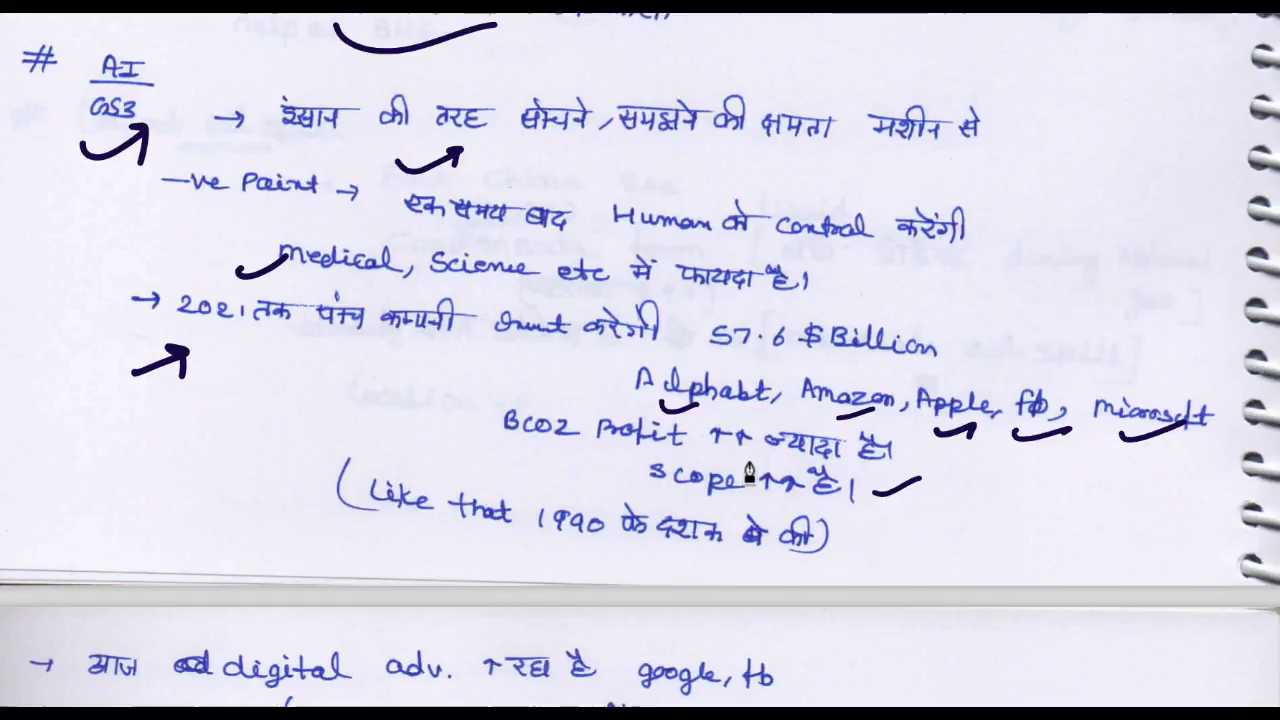 # AI
GS3 → इंसान की तरह सोचने, समझने की क्षमता मशीन से
-ve Point → एक समय बाद Human को control करेंगी
Medical, Science etc में फायदा है।
→ 2021 तक पंच कम्पनी Invest करेंगी 57.6 $ Billion
Alphabt, Amazon, Apple, fb, Microsoft
BCOZ Profit ↑↑ ज्यादा है।
Scope ↑↑ है।
(Like that 1990 के दशक की)
→ आज digital adv. ↑ रहा है google, fb